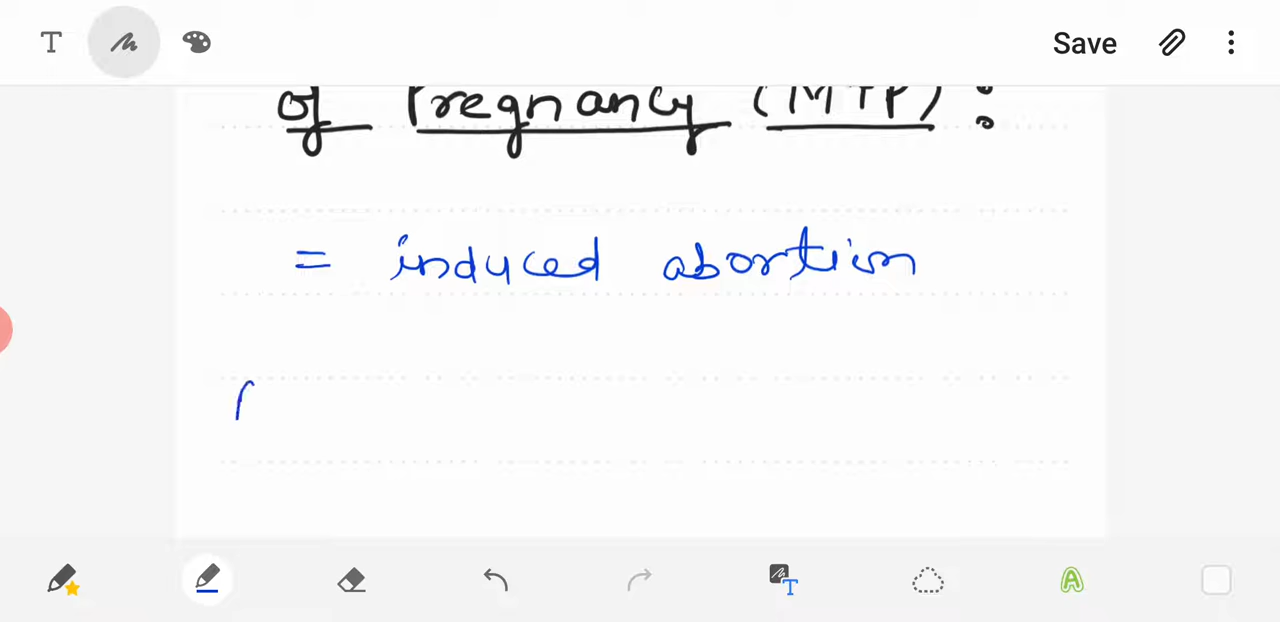 T Save
of Pregnancy (MTP) :
= induced abortion
T A